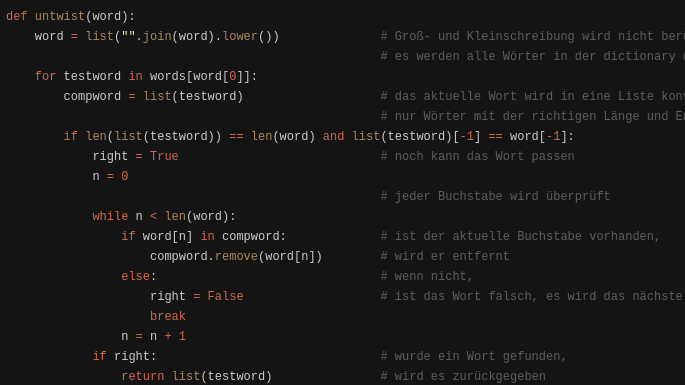 def untwist(word):
word = list("".join(word).lower()) # Groß- und Kleinschreibung wird nicht
# es werden alle Wörter in der dictionary
for testword in words[word[0]]:
compword = list(testword) # das aktuelle Wort wird in eine Liste
# nur Wörter mit der richtigen Länge und
if len(list(testword)) == len(word) and list(testword)[-1] == word[-1]:
right = True # noch kann das Wort passen
n = 0
# jeder Buchstabe wird überprüft
while n < len(word):
if word[n] in compword: # ist der aktuelle Buchstabe vorhanden,
compword.remove(word[n]) # wird er entfernt
else: # wenn nicht,
right = False # ist das Wort falsch, es wird das nächste
break
n = n + 1
if right: # wurde ein Wort gefunden,
return list(testword) # wird es zurückgegeben